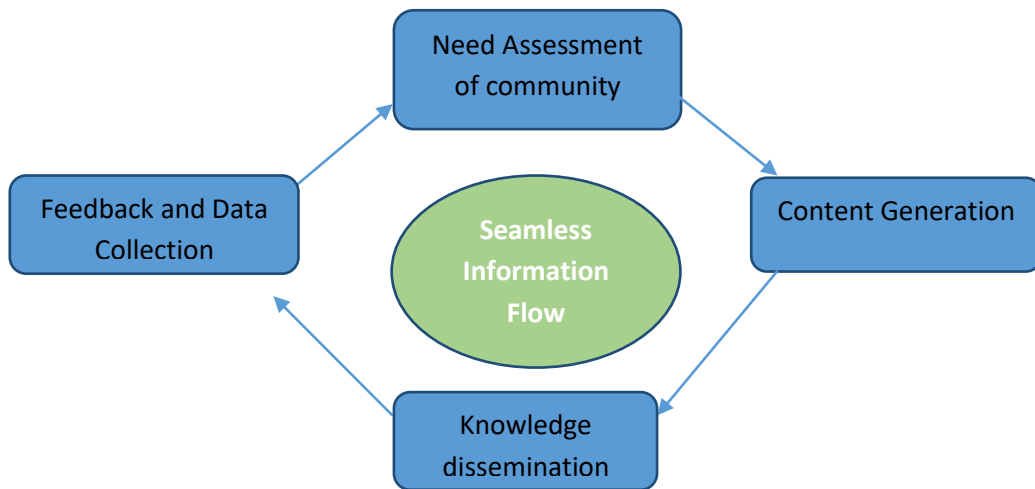 Need Assessment
of community
Feedback and Data
Collection
Content Generation
Seamless
Information
Flow
Knowledge
dissemination